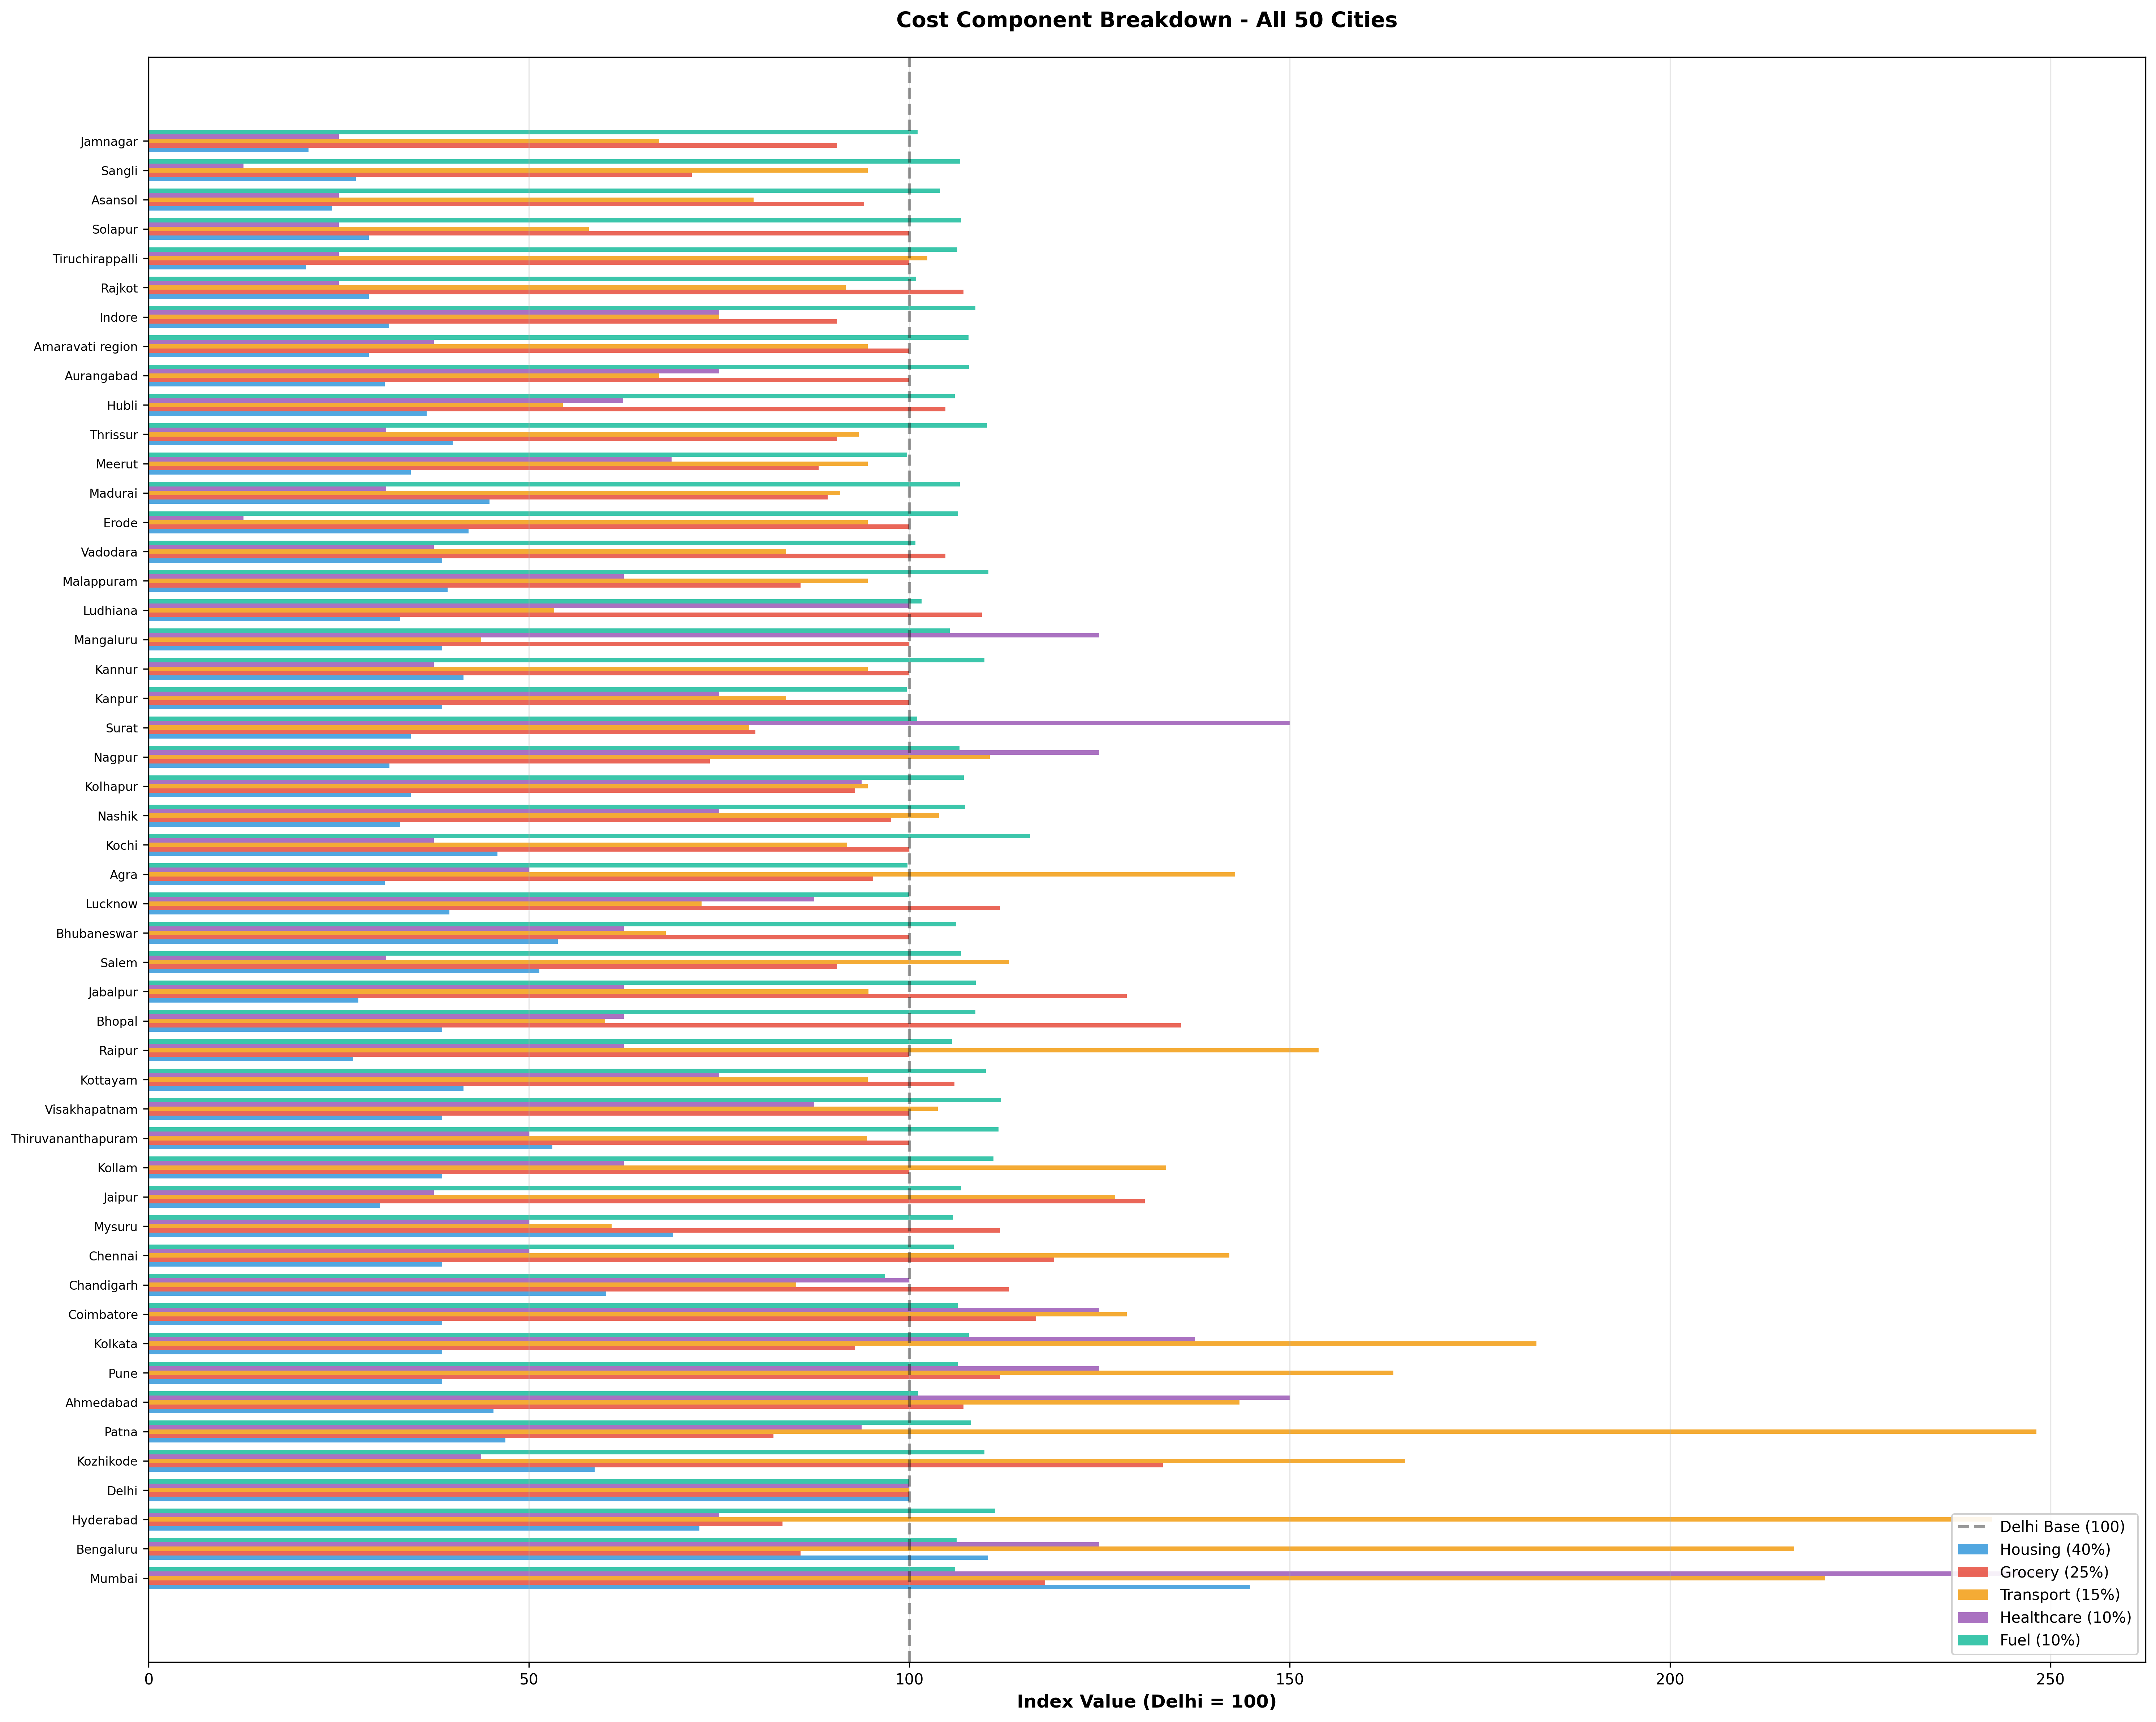 Cost Component Breakdown - All 50 Cities
Jamnagar
Sangli
Asansol
Solapur
Tiruchirappalli
Rajkot
Indore
Amaravati region
Aurangabad
Hubli
Thrissur
Meerut
Madurai
Erode
Vadodara
Malappuram
Ludhiana
Mangaluru
Kannur
Kanpur
Surat
Nagpur
Kolhapur
Nashik
Kochi
Agra
Lucknow
Bhubaneswar
Salem
Jabalpur
Bhopal
Raipur
Kottayam
Visakhapatnam
Thiruvananthapuram
Kollam
Jaipur
Mysuru
Chennai
Chandigarh
Coimbatore
Kolkata
Pune
Ahmedabad
Patna
Kozhikode
Delhi
Hyderabad
Bengaluru
Mumbai
Delhi Base (100)
Housing (40%)
Grocery (25%)
Transport (15%)
Healthcare (10%)
Fuel (10%)
0 50 100 150 200 250
Index Value (Delhi = 100)